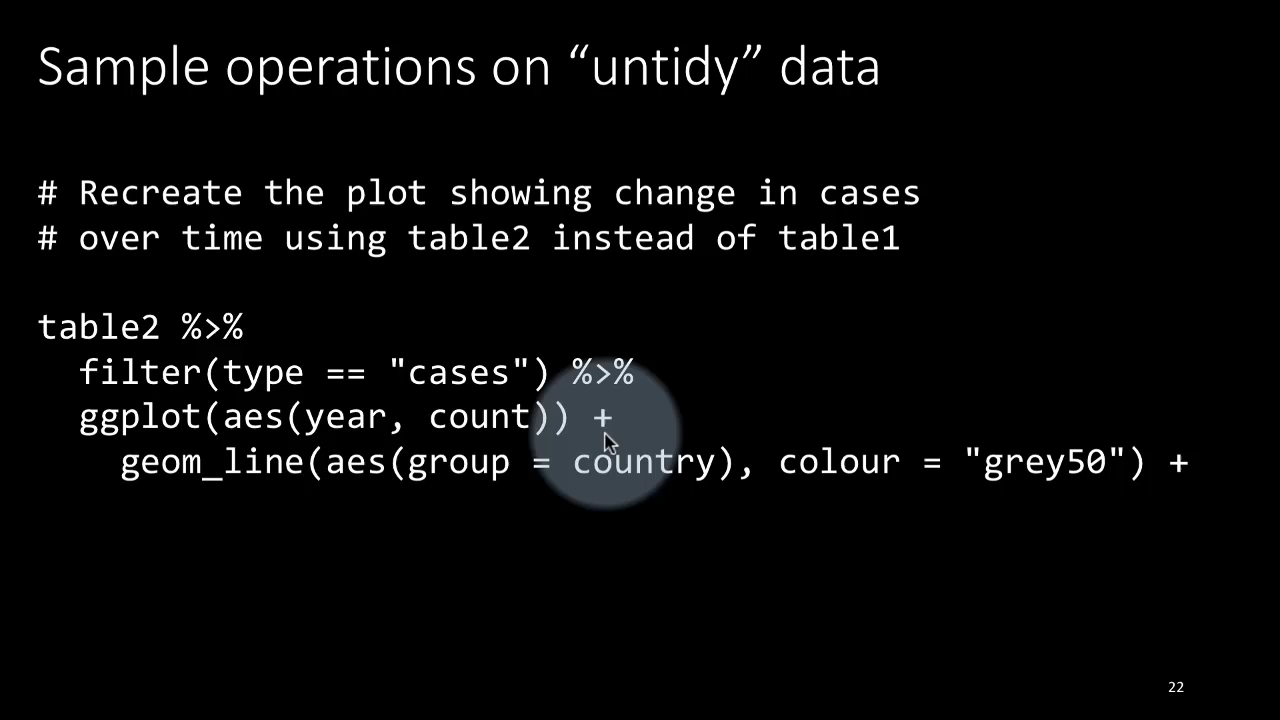 Sample operations on “untidy” data
# Recreate the plot showing change in cases
# over time using table2 instead of table1
table2 %>%
  filter(type == "cases") %>%
  ggplot(aes(year, count)) +
    geom_line(aes(group = country), colour = "grey50") +
22